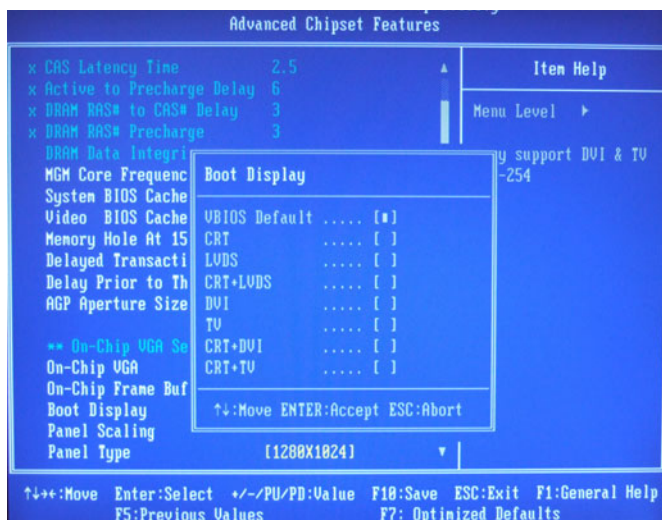 Advanced Chipset Features
x CAS Latency Time 2.5
x Active to Precharge Delay 6
x DRAM RAS# to CAS# Delay 3
x DRAM RAS# Precharge 3
DRAM Data Integri
MGM Core Frequenc
System BIOS Cache
Video BIOS Cache
Memory Hole At 15
Delayed Transacti
Delay Prior to Th
AGP Aperture Size
** On-Chip VGA Se
On-Chip VGA
On-Chip Frame Buf
Boot Display
Panel Scaling
Panel Type [1280X1024]
Boot Display
VBIOS Default ..... [■]
CRT ..... [ ]
LVDS ..... [ ]
CRT+LVDS ..... [ ]
DVI ..... [ ]
TV ..... [ ]
CRT+DVI ..... [ ]
CRT+TV ..... [ ]
↑↓:Move ENTER:Accept ESC:Abort
Item Help
Menu Level ▸
y support DVI & TV
-254
↑↓→←:Move Enter:Select +/-/PU/PD:Value F10:Save ESC:Exit F1:General Help
F5:Previous Values F7: Optimized Defaults